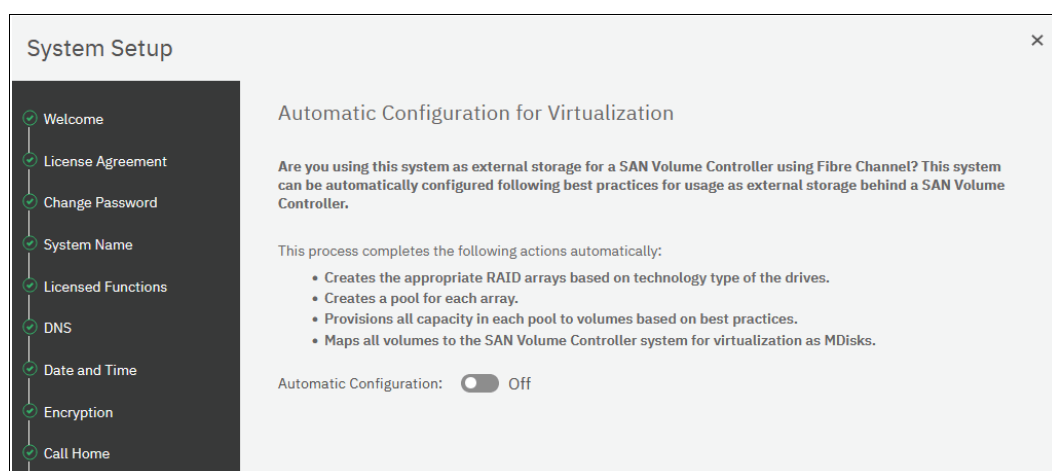 System Setup
Welcome
License Agreement
Change Password
System Name
Licensed Functions
DNS
Date and Time
Encryption
Call Home
Automatic Configuration for Virtualization
Are you using this system as external storage for a SAN Volume Controller using Fibre Channel? This system
can be automatically configured following best practices for usage as external storage behind a SAN Volume
Controller.
This process completes the following actions automatically:
• Creates the appropriate RAID arrays based on technology type of the drives.
• Creates a pool for each array.
• Provisions all capacity in each pool to volumes based on best practices.
• Maps all volumes to the SAN Volume Controller system for virtualization as MDisks.
Automatic Configuration: Off